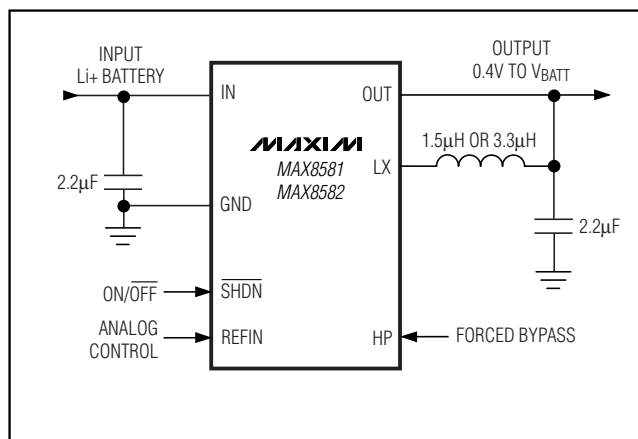 INPUT
Li+ BATTERY
OUTPUT
0.4V TO VBATT
IN
OUT
MAXIM
MAX8581
MAX8582
1.5μH OR 3.3μH
LX
2.2μF
GND
2.2μF
ON/OFF
SHDN
ANALOG
CONTROL
REFIN
HP
FORCED BYPASS